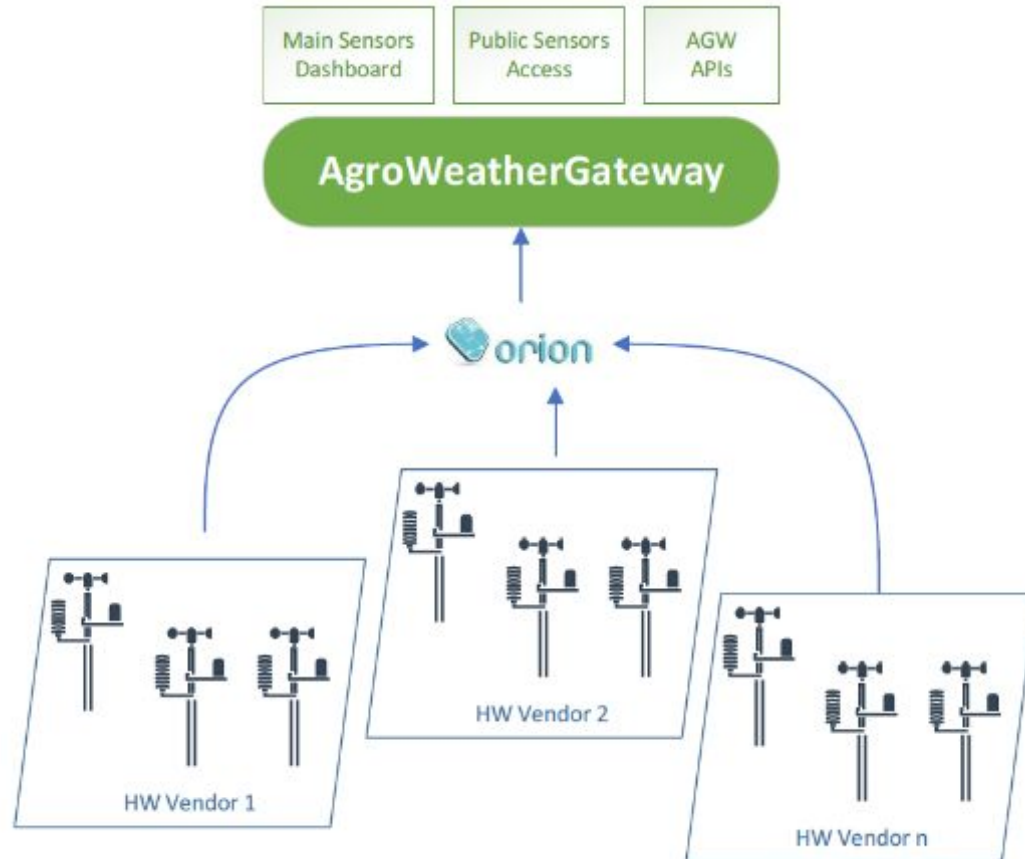 Main Sensors
Dashboard
Public Sensors
Access
AGW
APIs
AgroWeatherGateway
orion
HW Vendor 2
HW Vendor 1
HW Vendor n